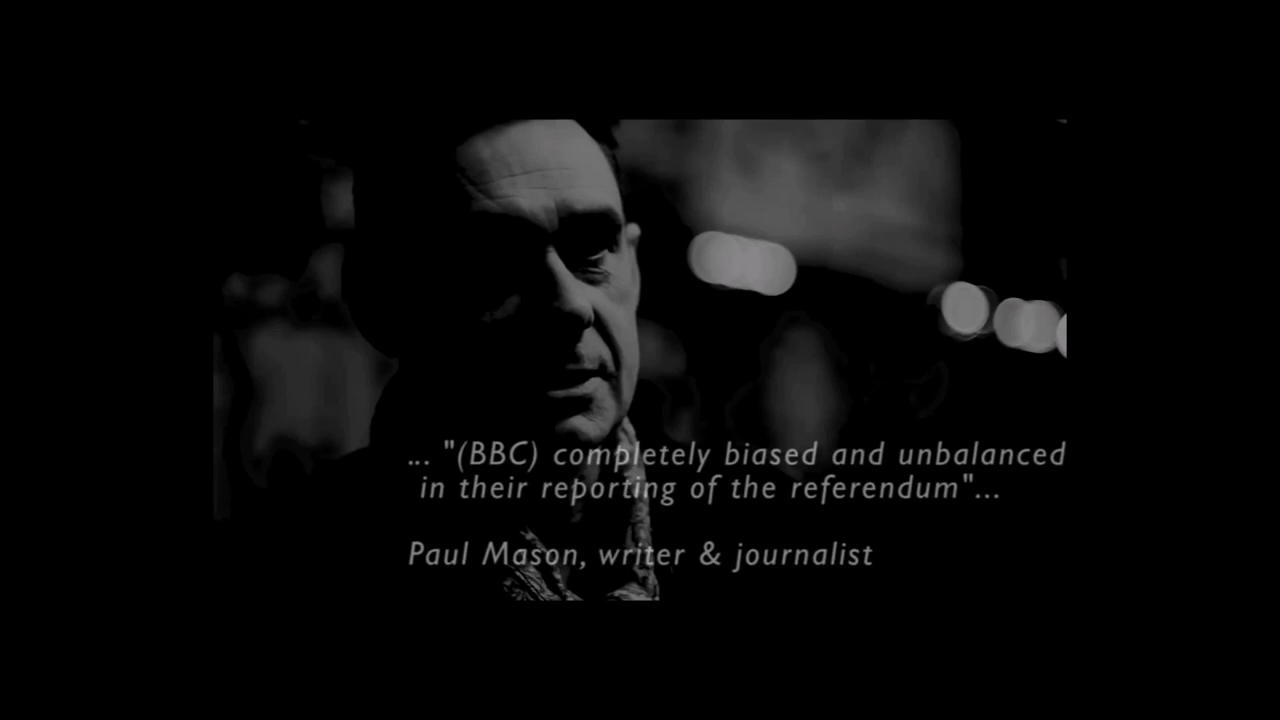 ... "(BBC) completely biased and unbalanced
in their reporting of the referendum"...
Paul Mason, writer & journalist